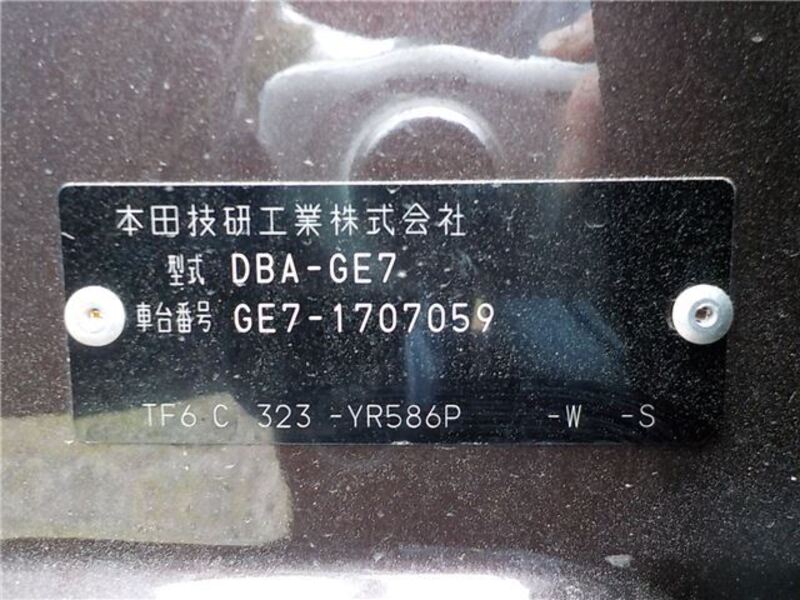 本田技研工業株式会社
型式 DBA-GE7
車台番号 GE7-1707059
TF6 C 323 -YR586P -W -S